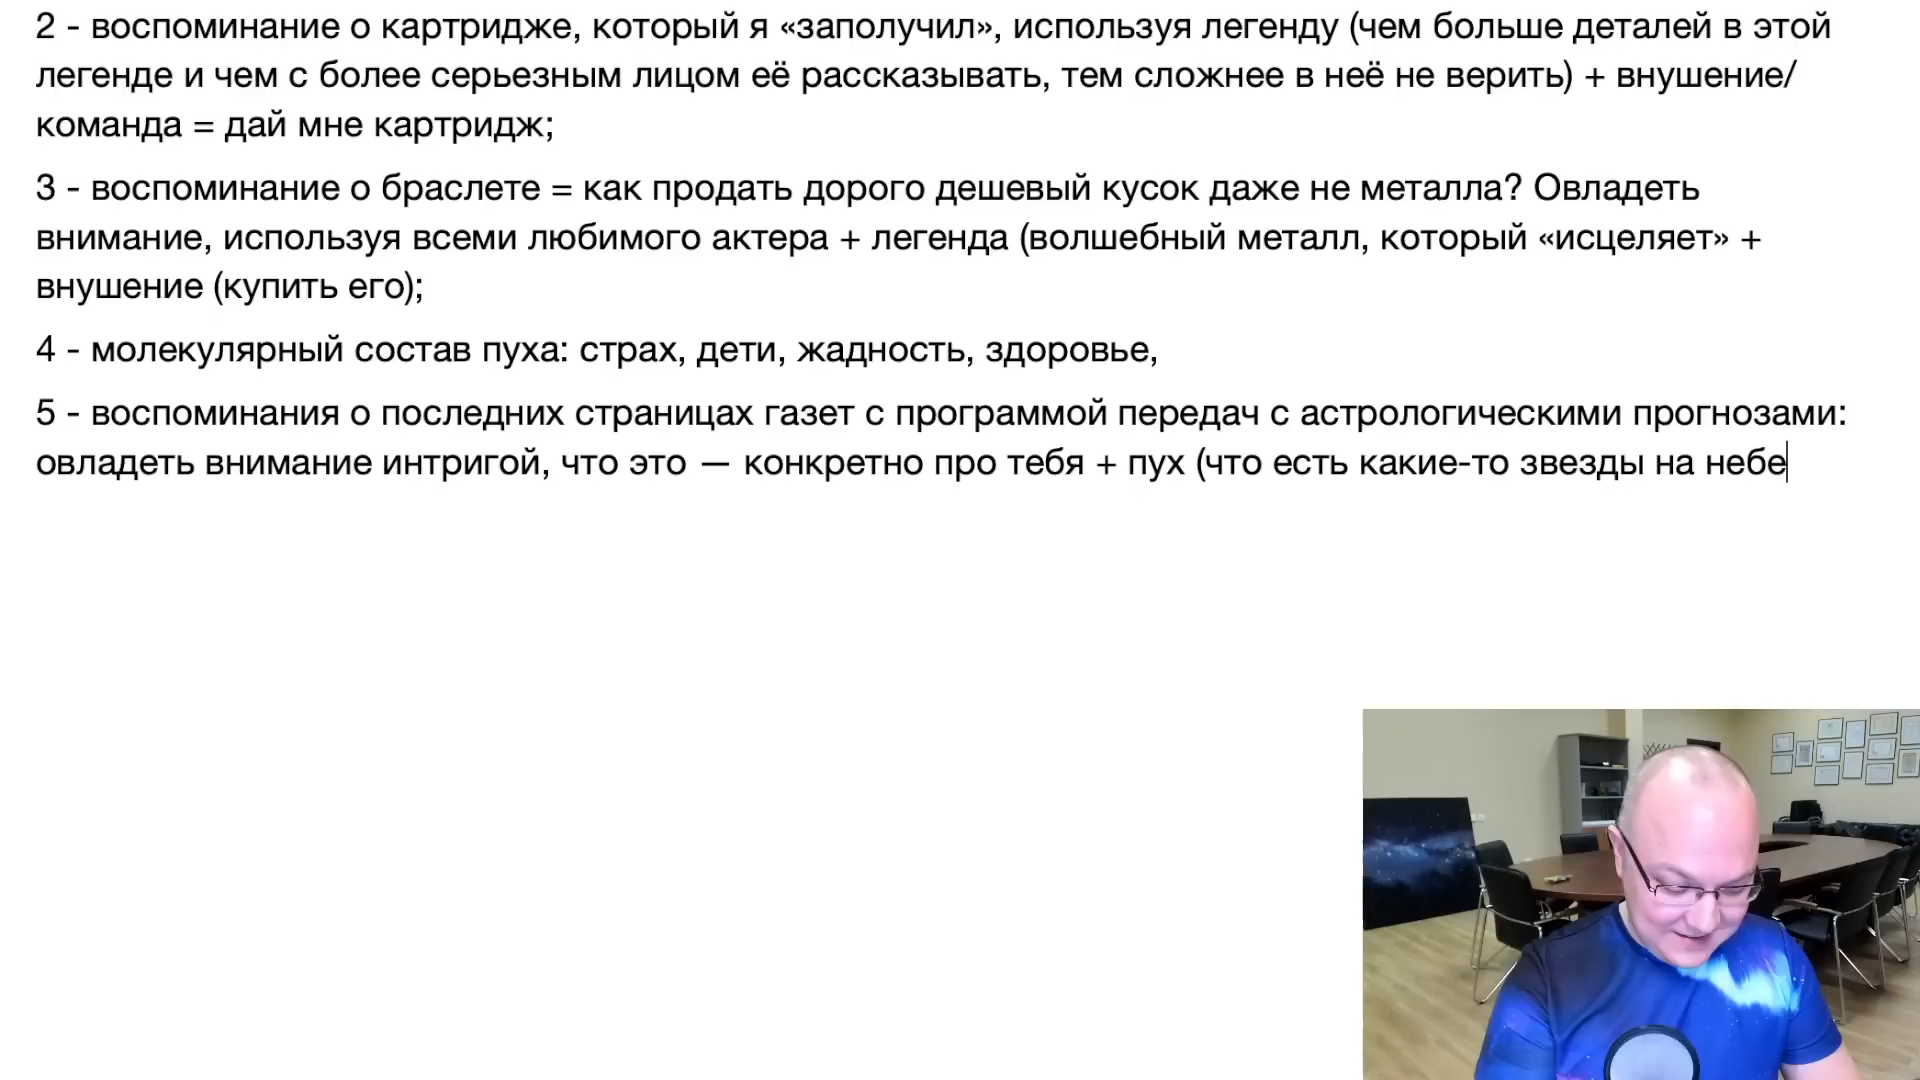 2 - воспоминание о картридже, который я «заполучил», используя легенду (чем больше деталей в этой
легенде и чем с более серьезным лицом её рассказывать, тем сложнее в неё не верить) + внушение/
команда = дай мне картридж;
3 - воспоминание о браслете = как продать дорого дешевый кусок даже не металла? Овладеть
внимание, используя всеми любимого актера + легенда (волшебный металл, который «исцеляет» +
внушение (купить его);
4 - молекулярный состав пуха: страх, дети, жадность, здоровье,
5 - воспоминания о последних страницах газет с программой передач с астрологическими прогнозами:
овладеть внимание интригой, что это — конкретно про тебя + пух (что есть какие-то звезды на небе